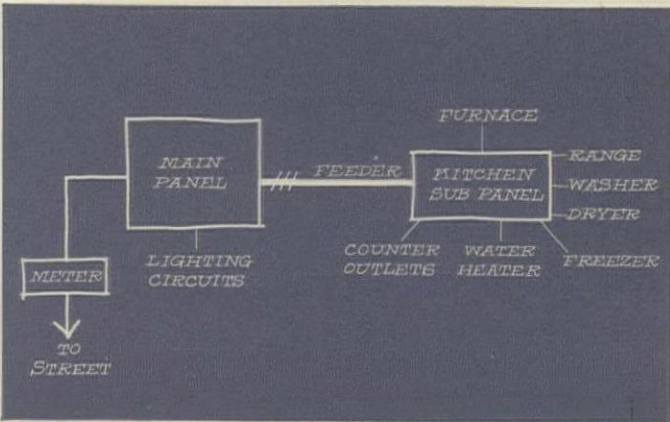 FURNACE
MAIN
PANEL
FEEDER
KITCHEN
SUB PANEL
RANGE
WASHER
DRYER
LIGHTING
CIRCUITS
COUNTER
OUTLETS
WATER
HEATER
FREEZER
METER
TO
STREET